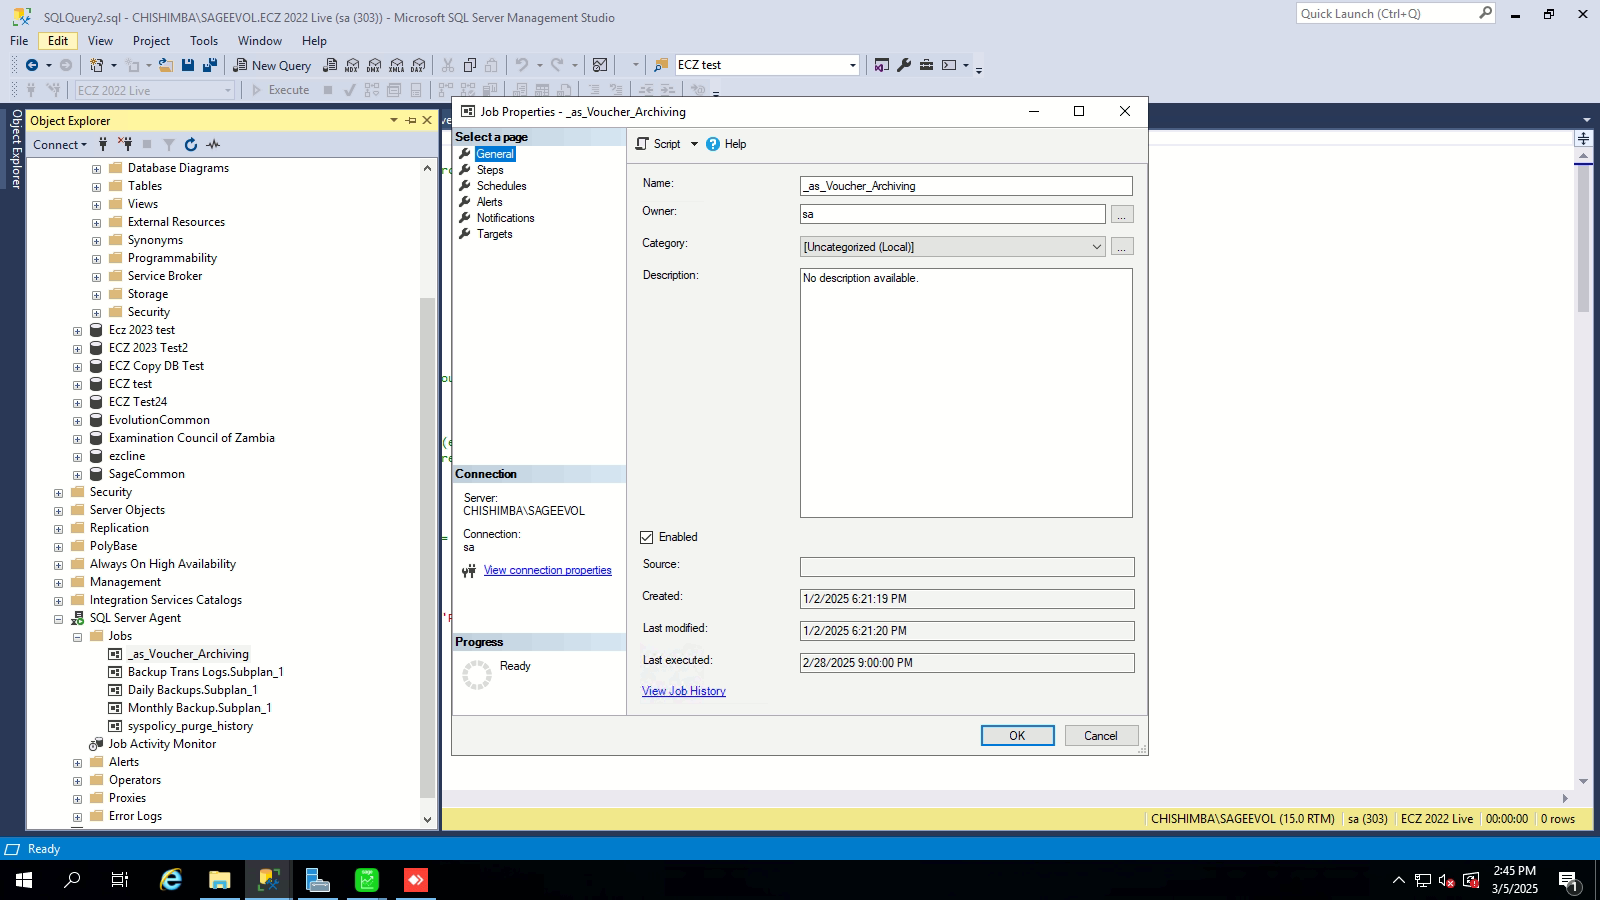 SQLQuery2.sql - CHISHIMBA\SAGEEVOL.ECZ 2022 Live (sa (303)) - Microsoft SQL Server Management Studio
Quick Launch (Ctrl+Q)
File Edit View Project Tools Window Help
New Query
MDX DMX XMLA DAX
ECZ test
ECZ 2022 Live
Execute
Object Explorer
Object Explorer
Connect
Database Diagrams
Tables
Views
External Resources
Synonyms
Programmability
Service Broker
Storage
Security
Ecz 2023 test
ECZ 2023 Test2
ECZ Copy DB Test
ECZ test
ECZ Test24
EvolutionCommon
Examination Council of Zambia
ezcline
SageCommon
Security
Server Objects
Replication
PolyBase
Always On High Availability
Management
Integration Services Catalogs
SQL Server Agent
Jobs
_as_Voucher_Archiving
Backup Trans Logs.Subplan_1
Daily Backups.Subplan_1
Monthly Backup.Subplan_1
syspolicy_purge_history
Job Activity Monitor
Alerts
Operators
Proxies
Error Logs
Job Properties - _as_Voucher_Archiving
Select a page
General
Steps
Schedules
Alerts
Notifications
Targets
Connection
Server:
CHISHIMBA\SAGEEVOL
Connection:
sa
View connection properties
Progress
Ready
Script Help
Name: _as_Voucher_Archiving
Owner: sa ...
Category: [Uncategorized (Local)] ...
Description: No description available.
Enabled
Source:
Created: 1/2/2025 6:21:19 PM
Last modified: 1/2/2025 6:21:20 PM
Last executed: 2/28/2025 9:00:00 PM
View Job History
OK Cancel
CHISHIMBA\SAGEEVOL (15.0 RTM) sa (303) ECZ 2022 Live 00:00:00 0 rows
Ready
2:45 PM
3/5/2025
1